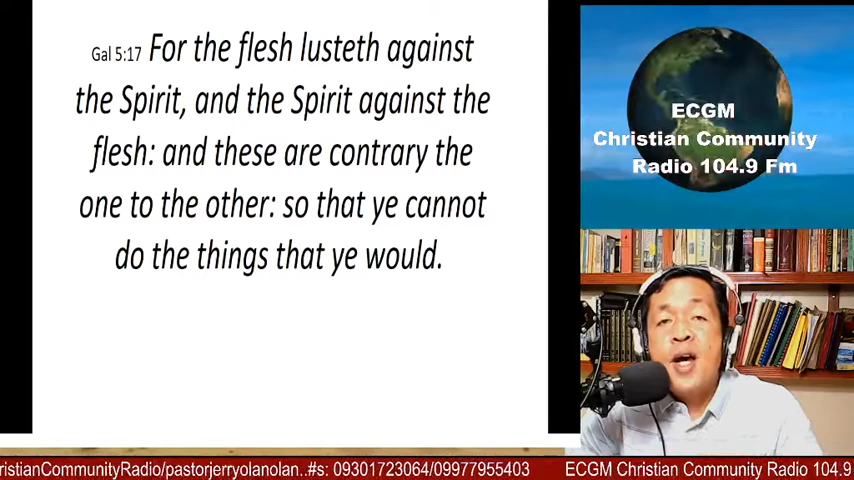 Gal 5:17 For the flesh lusteth against
the Spirit, and the Spirit against the
flesh: and these are contrary the
one to the other: so that ye cannot
do the things that ye would.
ECGM
Christian Community
Radio 104.9 Fm
ristianCommunityRadio/pastorjerryolanolan..#s: 09301723064/09977955403 ECGM Christian Community Radio 104.9